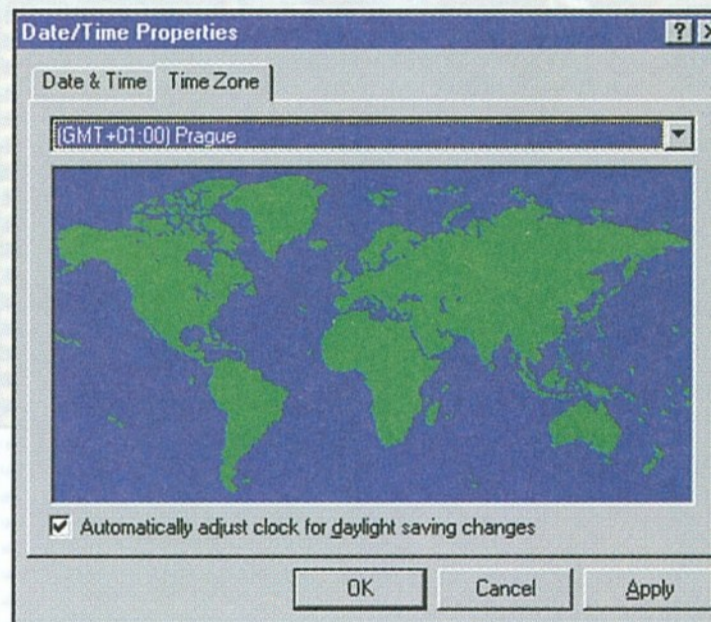 Date/Time Properties
Date & Time
Time Zone
(GMT+01:00) Prague
Automatically adjust clock for daylight saving changes
OK
Cancel
Apply